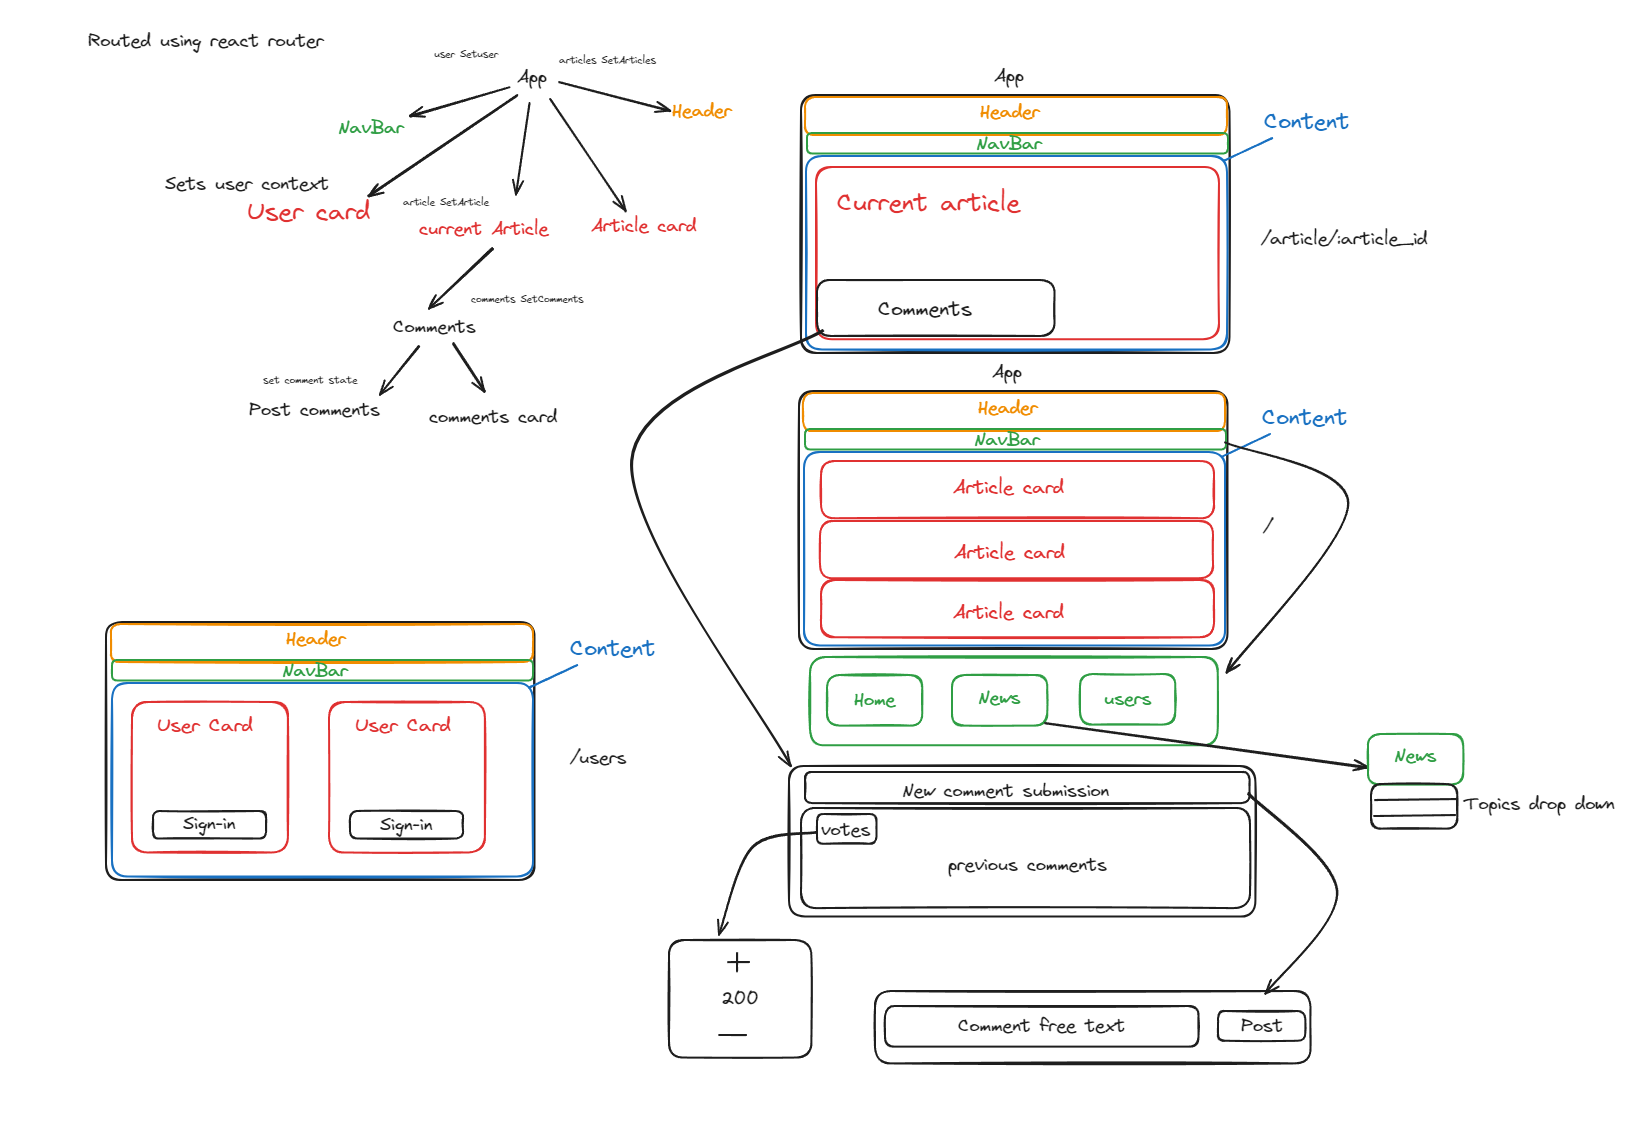 Routed using react router
user Setuser
articles SetArticles
App
NavBar
Header
Sets user context
User card
article SetArticle
current Article
Article card
comments SetComments
Comments
set comment state
Post comments
comments card
App
Header
NavBar
Content
Current article
Comments
/article/:article_id
App
Header
NavBar
Content
Article card
Article card
Article card
/
Home
News
users
News
Topics drop down
Header
NavBar
Content
User Card
User Card
Sign-in
Sign-in
/users
New comment submission
votes
previous comments
+
200
—
Comment free text
Post